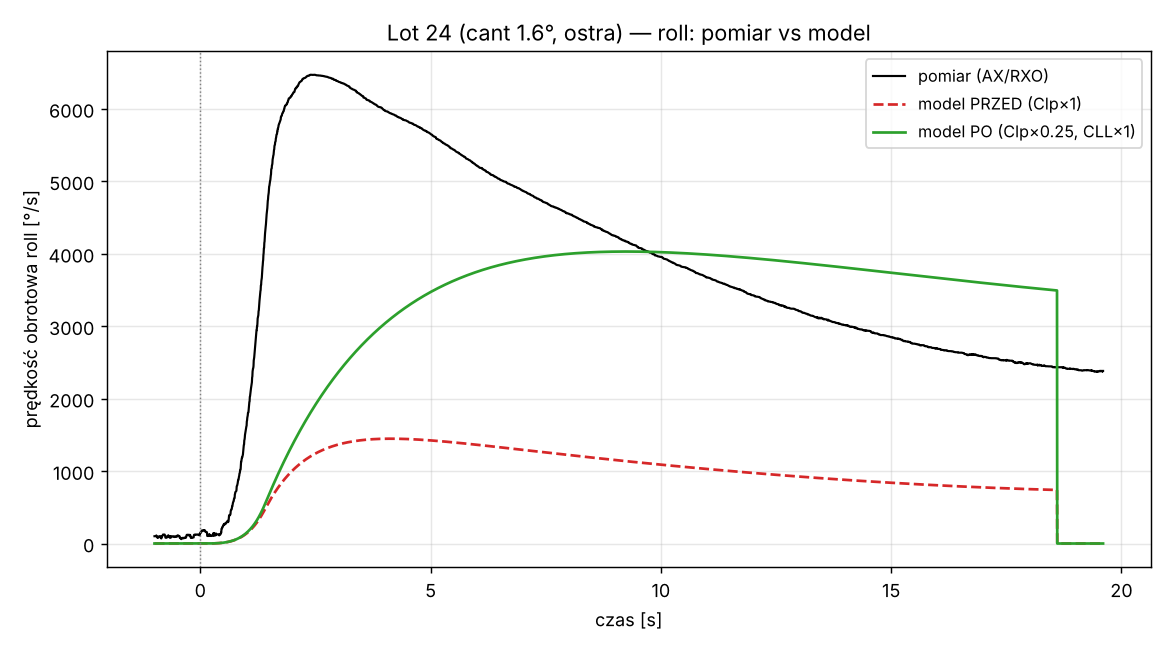 Lot 24 (cant 1.6°, ostra) — roll: pomiar vs model
pomiar (AX/RXO)
model PRZED (Clp×1)
model PO (Clp×0.25, CLL×1)
prędkość obrotowa roll [°/s]
6000
5000
4000
3000
2000
1000
0
0 5 10 15 20
czas [s]